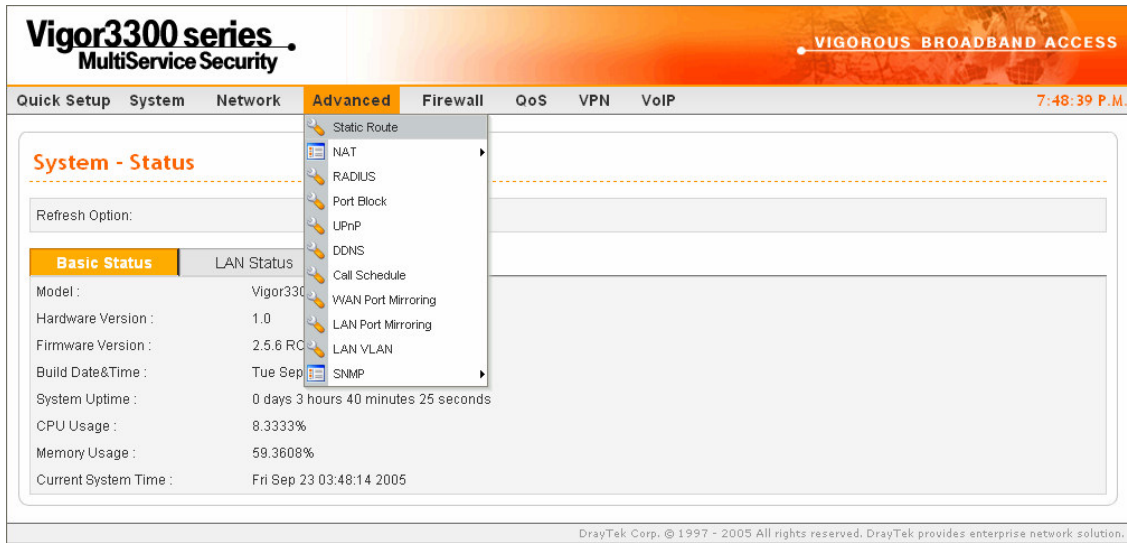 Vigor3300 series
MultiService Security
VIGOROUS BROADBAND ACCESS
Quick Setup System Network Advanced Firewall QoS VPN VoIP 7:48:39 P.M.
Static Route
NAT
RADIUS
Port Block
UPnP
DDNS
Call Schedule
WAN Port Mirroring
LAN Port Mirroring
LAN VLAN
SNMP
System - Status
Refresh Option:
Basic Status LAN Status
Model : Vigor330
Hardware Version : 1.0
Firmware Version : 2.5.6 RC
Build Date&Time : Tue Sep
System Uptime : 0 days 3 hours 40 minutes 25 seconds
CPU Usage : 8.3333%
Memory Usage : 59.3608%
Current System Time : Fri Sep 23 03:48:14 2005
DrayTek Corp. © 1997 - 2005 All rights reserved. DrayTek provides enterprise network solution.